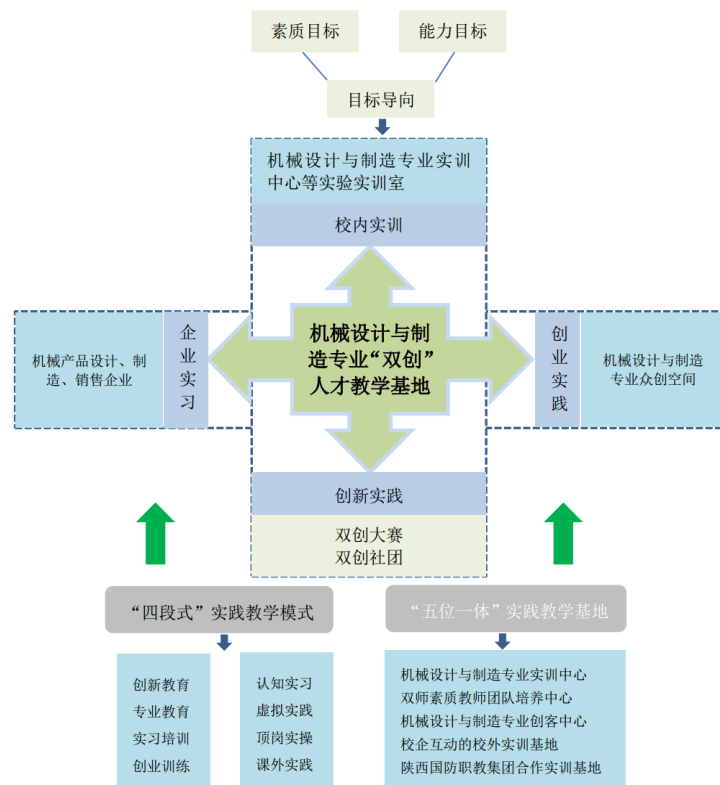 素质目标
能力目标
目标导向
机械设计与制造专业实训
中心等实验实训室
校内实训
机械产品设计、制
造、销售企业
企业实习
机械设计与制
造专业“双创”
人才教学基地
创业实践
机械设计与制造
专业众创空间
创新实践
双创大赛
双创社团
“四段式”实践教学模式
创新教育
专业教育
实习培训
创业训练
认知实习
虚拟实践
顶岗实操
课外实践
“五位一体”实践教学基地
机械设计与制造专业实训中心
双师素质教师团队培养中心
机械设计与制造专业创客中心
校企互动的校外实训基地
陕西国防职教集团合作实训基地